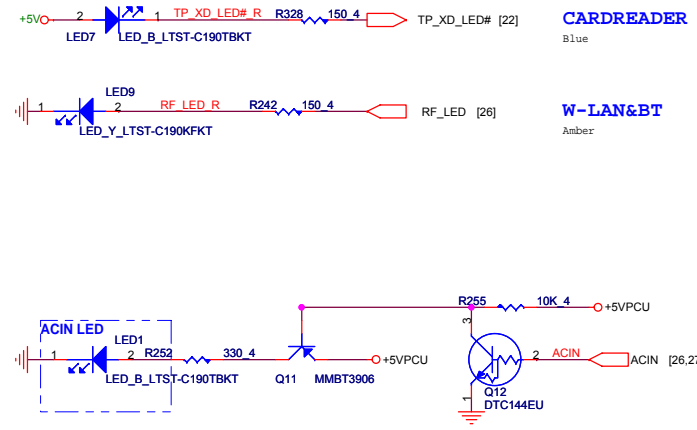 +5V 2 1 TP_XD_LED#_R R328 150_4 TP_XD_LED# [22] CARDREADER
LED7 LED_B_LTST-C190TBKT Blue
LED9
1 2 RF_LED_R R242 150_4 RF_LED [26] W-LAN&BT
LED_Y_LTST-C190KFKT Amber
R255 10K_4 +5VPCU
3
ACIN LED
LED1
1 2 R252 330_4 +5VPCU 2 ACIN ACIN [26,27
LED_B_LTST-C190TBKT Q11 MMBT3906
1 Q12
DTC144EU